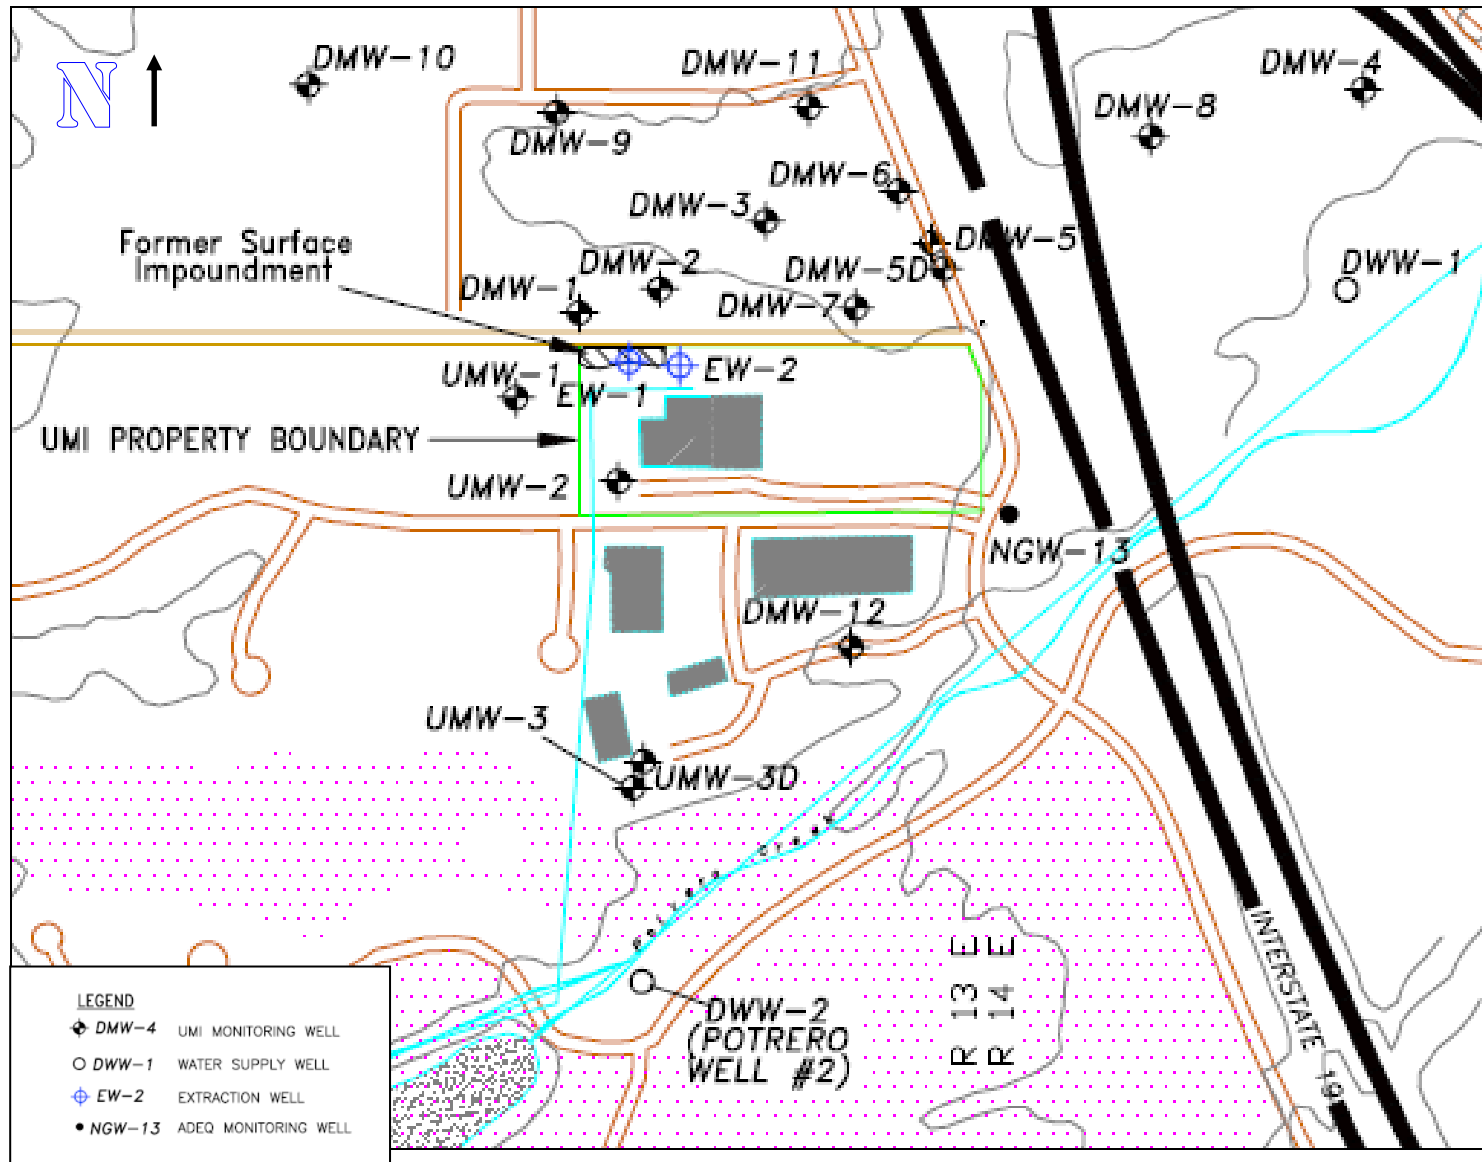 N
DMW-10
DMW-11
DMW-4
DMW-8
DMW-9
DMW-6
DMW-3
DMW-5
Former Surface
Impoundment
DMW-2
DMW-5D
DWW-1
DMW-1
DMW-7
UMW-1
EW-1
EW-2
UMI PROPERTY BOUNDARY
UMW-2
NGW-13
DMW-12
UMW-3
UMW-3D
R 13 E
R 14 E
INTERSTATE 19
DWW-2
(POTRERO
WELL #2)
LEGEND
DMW-4 UMI MONITORING WELL
DWW-1 WATER SUPPLY WELL
EW-2 EXTRACTION WELL
NGW-13 ADEQ MONITORING WELL